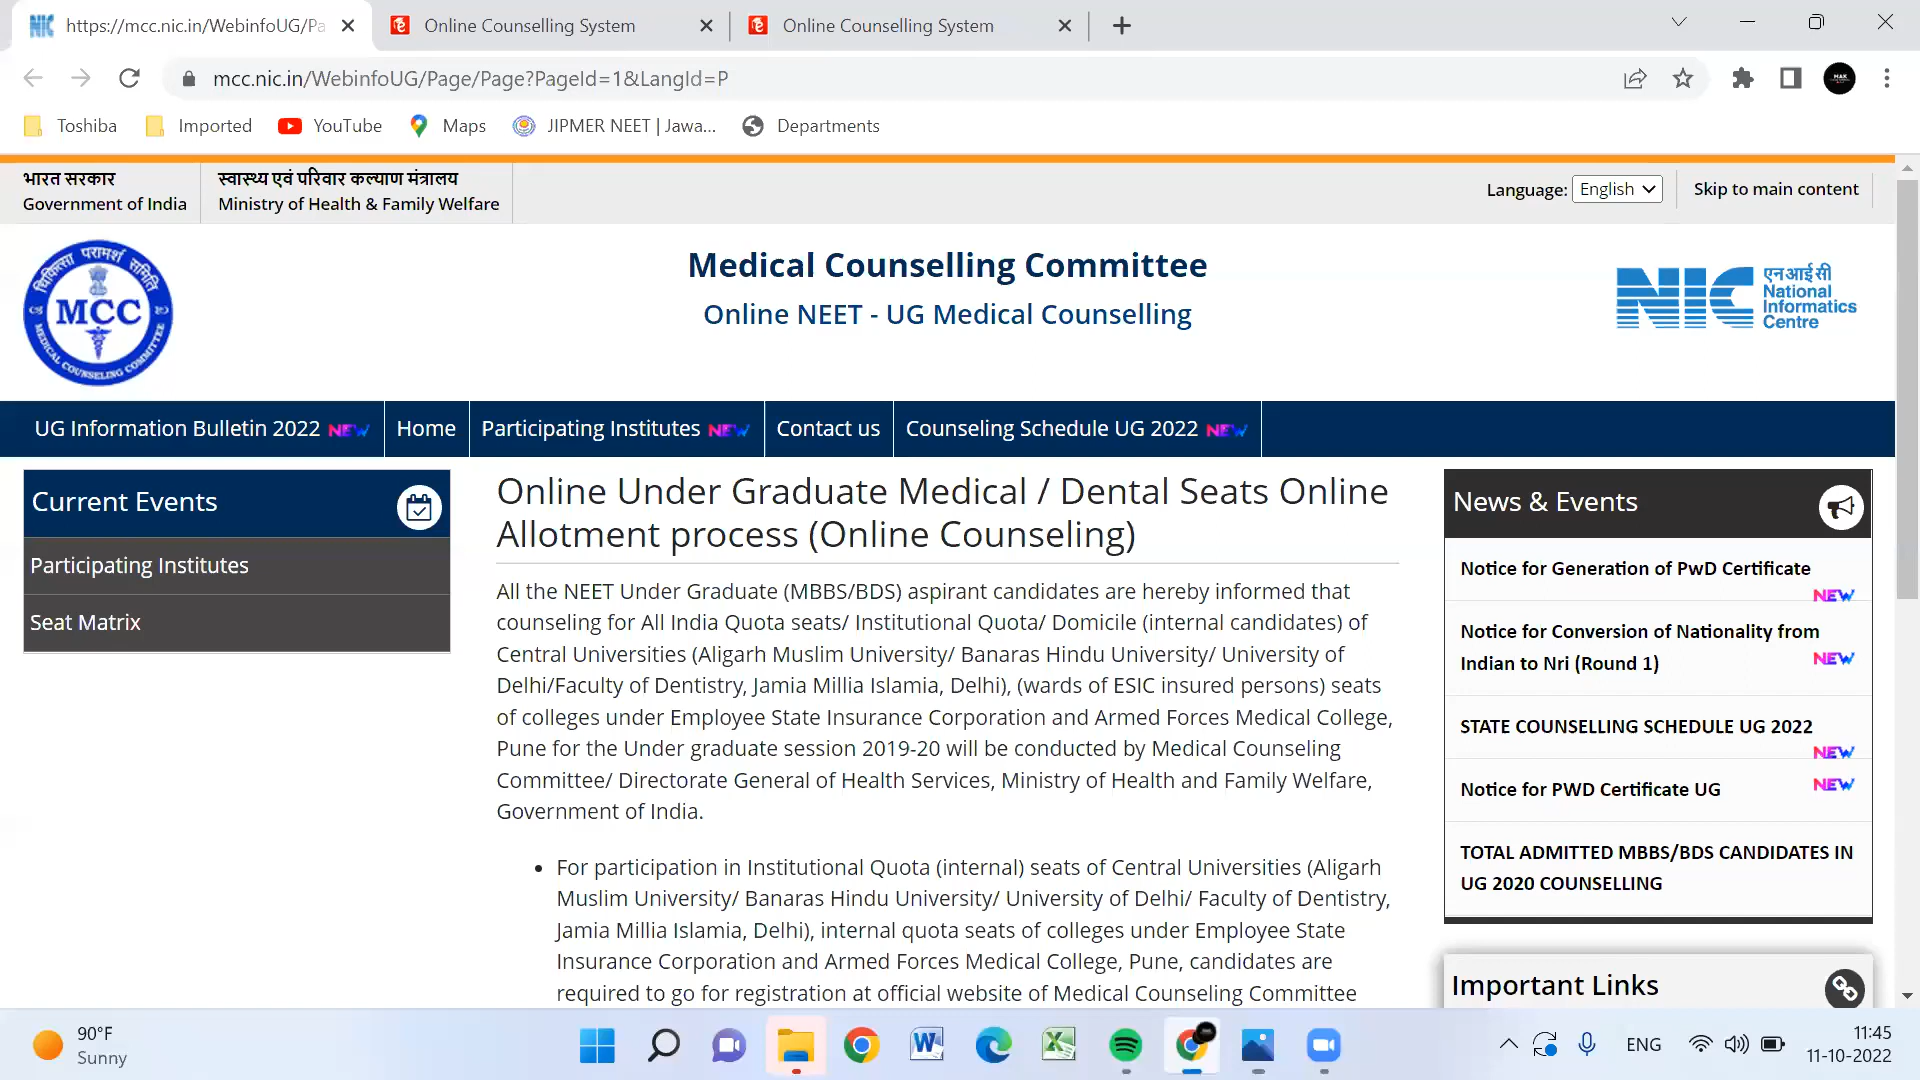 https://mcc.nic.in/WebinfoUG/Pa
Online Counselling System
Online Counselling System
mcc.nic.in/WebinfoUG/Page/Page?PageId=1&LangId=P
Toshiba
Imported
YouTube
Maps
JIPMER NEET | Jawa...
Departments
भारत सरकार
Government of India
स्वास्थ्य एवं परिवार कल्याण मंत्रालय
Ministry of Health & Family Welfare
Language: English
Skip to main content
चिकित्सा परामर्श समिति
MCC
MEDICAL COUNSELING COMMITTEE
Medical Counselling Committee
Online NEET - UG Medical Counselling
NIC
एनआईसी
National
Informatics
Centre
UG Information Bulletin 2022 NEW
Home
Participating Institutes NEW
Contact us
Counseling Schedule UG 2022 NEW
Current Events
Participating Institutes
Seat Matrix
Online Under Graduate Medical / Dental Seats Online
Allotment process (Online Counseling)
All the NEET Under Graduate (MBBS/BDS) aspirant candidates are hereby informed that
counseling for All India Quota seats/ Institutional Quota/ Domicile (internal candidates) of
Central Universities (Aligarh Muslim University/ Banaras Hindu University/ University of
Delhi/Faculty of Dentistry, Jamia Millia Islamia, Delhi), (wards of ESIC insured persons) seats
of colleges under Employee State Insurance Corporation and Armed Forces Medical College,
Pune for the Under graduate session 2019-20 will be conducted by Medical Counseling
Committee/ Directorate General of Health Services, Ministry of Health and Family Welfare,
Government of India.
• For participation in Institutional Quota (internal) seats of Central Universities (Aligarh
Muslim University/ Banaras Hindu University/ University of Delhi/ Faculty of Dentistry,
Jamia Millia Islamia, Delhi), internal quota seats of colleges under Employee State
Insurance Corporation and Armed Forces Medical College, Pune, candidates are
required to go for registration at official website of Medical Counseling Committee
News & Events
Notice for Generation of PwD Certificate
NEW
Notice for Conversion of Nationality from
Indian to Nri (Round 1) NEW
STATE COUNSELLING SCHEDULE UG 2022
NEW
Notice for PWD Certificate UG NEW
TOTAL ADMITTED MBBS/BDS CANDIDATES IN
UG 2020 COUNSELLING
Important Links
90°F
Sunny
ENG
11:45
11-10-2022